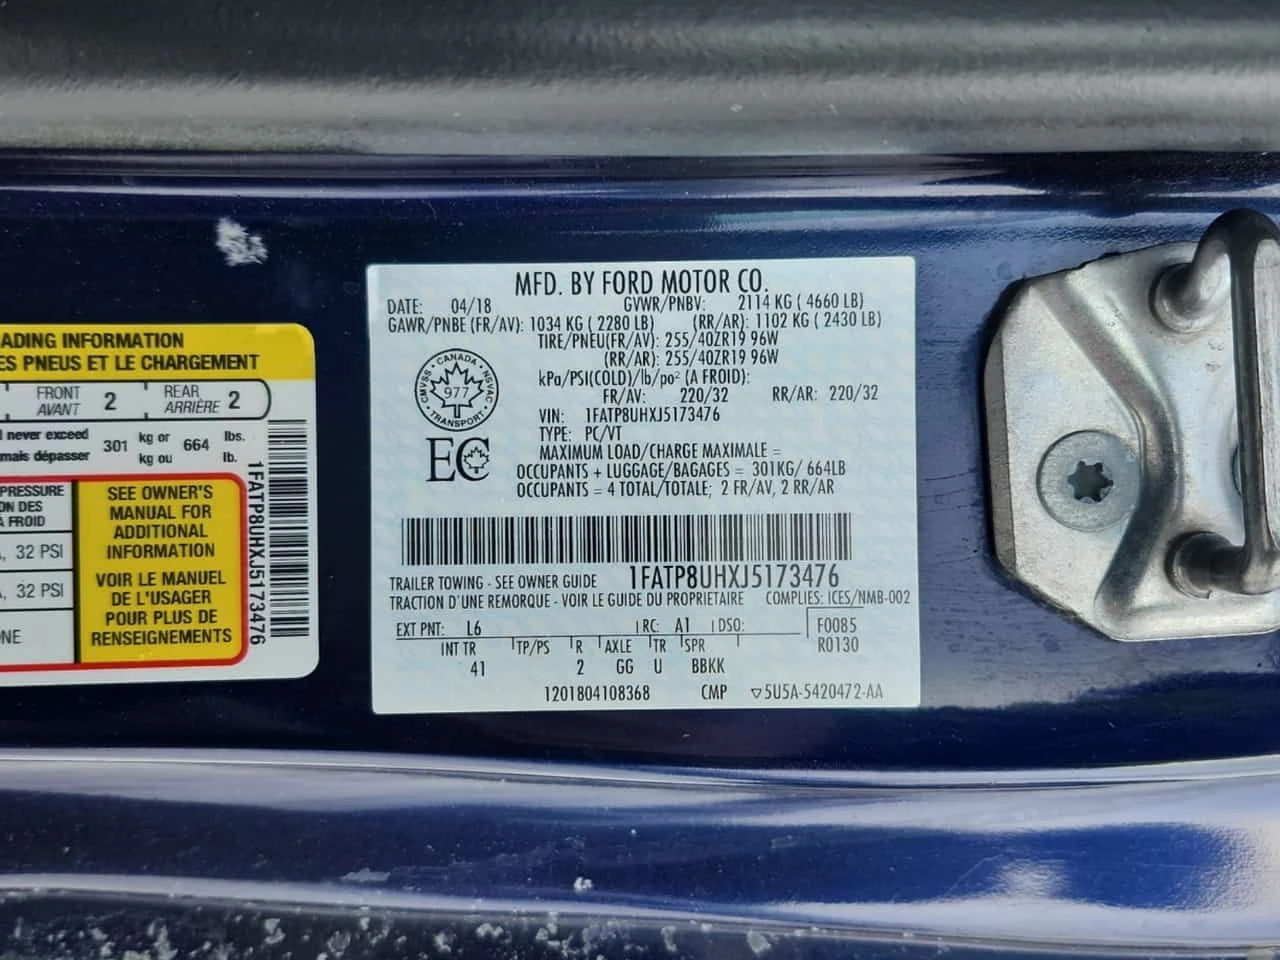 ADING INFORMATION
ES PNEUS ET LE CHARGEMENT
FRONT
AVANT 2
REAR
ARRIÈRE 2
never exceed
mais dépasser
301
kg or
kg ou
664
lbs.
lb.
PRESSURE
ON DES
A FROID
, 32 PSI
, 32 PSI
NE
SEE OWNER'S
MANUAL FOR
ADDITIONAL
INFORMATION
VOIR LE MANUEL
DE L'USAGER
POUR PLUS DE
RENSEIGNEMENTS
1FATP8UHXJ5173476
MFD. BY FORD MOTOR CO.
DATE: 04/18 GVWR/PNBV: 2114 KG ( 4660 LB)
GAWR/PNBE (FR/AV): 1034 KG ( 2280 LB) (RR/AR): 1102 KG ( 2430 LB)
TIRE/PNEU(FR/AV): 255/40ZR19 96W
(RR/AR): 255/40ZR19 96W
kPa/PSI(COLD)/lb/po² (A FROID):
FR/AV: 220/32 RR/AR: 220/32
VIN: 1FATP8UHXJ5173476
TYPE: PC/VT
MAXIMUM LOAD/CHARGE MAXIMALE =
OCCUPANTS + LUGGAGE/BAGAGES = 301KG/ 664LB
OCCUPANTS = 4 TOTAL/TOTALE; 2 FR/AV, 2 RR/AR
CANADA
CMVSS NSVAC
977
TRANSPORT
EC
1FATP8UHXJ5173476
TRAILER TOWING - SEE OWNER GUIDE
TRACTION D'UNE REMORQUE - VOIR LE GUIDE DU PROPRIETAIRE COMPLIES: ICES/NMB-002
EXT PNT: L6 RC: A1 DSO: F0085
R0130
INT TR TP/PS R AXLE TR SPR
41 2 GG U BBKK
1201804108368 CMP ▽5U5A-5420472-AA